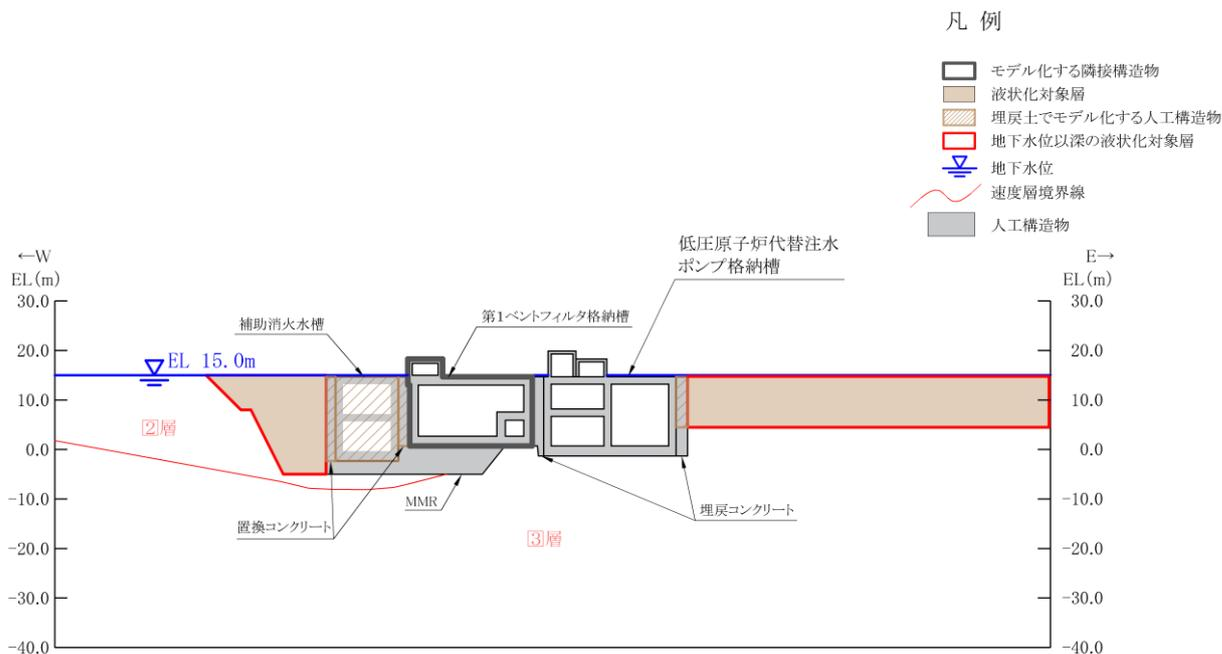 凡 例
モデル化する隣接構造物
液状化対象層
埋戻土でモデル化する人工構造物
地下水位以深の液状化対象層
地下水位
速度層境界線
人工構造物
←W
EL(m)
30.0
20.0
10.0
0.0
-10.0
-20.0
-30.0
-40.0
E→
EL(m)
30.0
20.0
10.0
0.0
-10.0
-20.0
-30.0
-40.0
低圧原子炉代替注水
ポンプ格納槽
第1ベントフィルタ格納槽
補助消火水槽
EL 15.0m
②層
MMR
置換コンクリート
埋戻コンクリート
③層